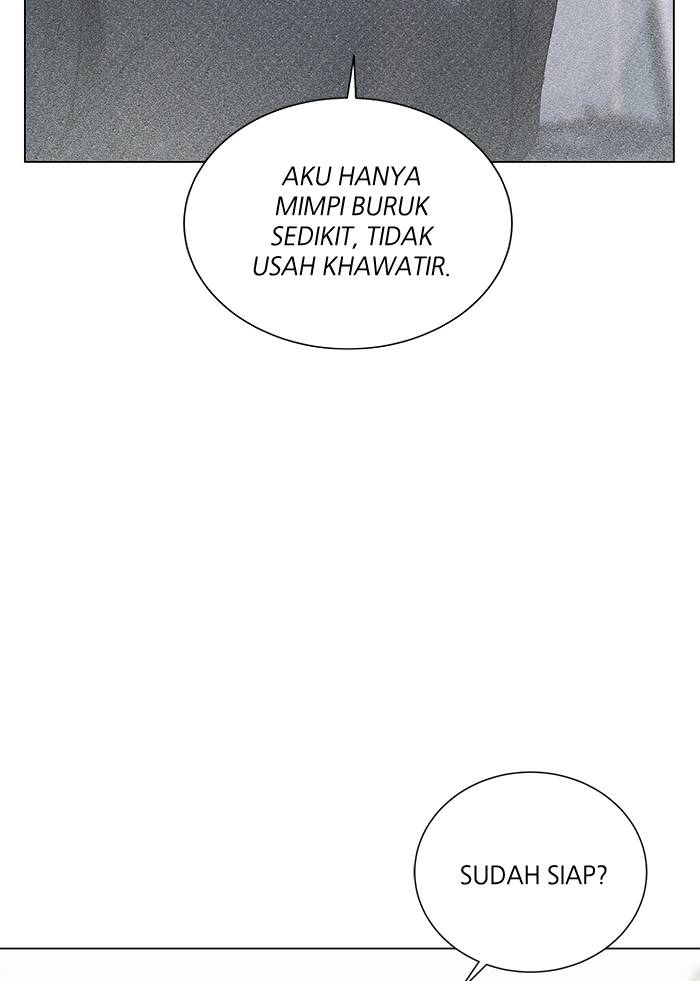 AKU HANYA
MIMPI BURUK
SEDIKIT, TIDAK
USAH KHAWATIR.
SUDAH SIAP?